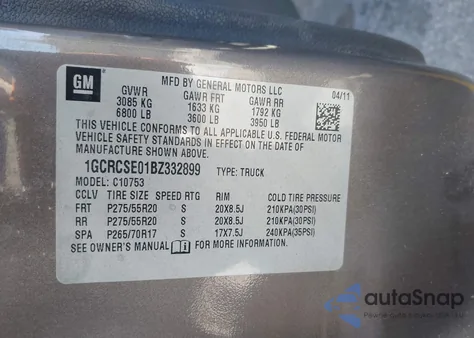 GM
MFD BY GENERAL MOTORS LLC
04/11
GVWR GAWR FRT GAWR RR
3085 KG 1633 KG 1792 KG
6800 LB 3600 LB 3950 LB
THIS VEHICLE CONFORMS TO ALL APPLICABLE U.S. FEDERAL MOTOR
VEHICLE SAFETY STANDARDS IN EFFECT ON THE DATE OF
MANUFACTURE SHOWN ABOVE.
1GCRCSE01BZ332899 TYPE: TRUCK
MODEL: C10753
CCLV TIRE SIZE SPEED RTG RIM COLD TIRE PRESSURE
FRT P275/55R20 S 20X8.5J 210KPA(30PSI)
RR P275/55R20 S 20X8.5J 210KPA(30PSI)
SPA P265/70R17 S 17X7.5J 240KPA(35PSI)
SEE OWNER'S MANUAL FOR MORE INFORMATION.
autoSnap